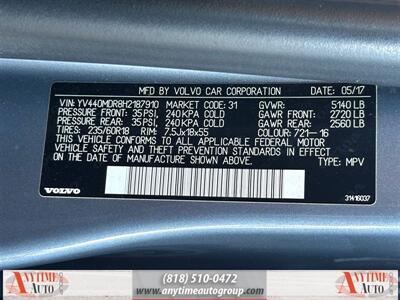 MFD. BY VOLVO CAR CORPORATION DATE: 05/17
VIN: YV440MDR8H2187910 MARKET CODE: 31 GVWR: 5140 LB
PRESSURE FRONT: 35PSI, 240KPA COLD GAWR FRONT: 2720 LB
PRESSURE REAR: 35 PSI, 240 KPA COLD GAWR REAR: 2560 LB
TIRES: 235/60R18 RIM: 7.5Jx18x55 COLOUR: 721-16
THIS VEHICLE CONFORMS TO ALL APPLICABLE FEDERAL MOTOR
VEHICLE SAFETY AND THEFT PREVENTION STANDARDS IN EFFECT
ON THE DATE OF MANUFACTURE SHOWN ABOVE. TYPE: MPV
VOLVO 31416037
ANYTIME AUTO (818) 510-0472 ANYTIME AUTO
www.anytimeautogroup.com